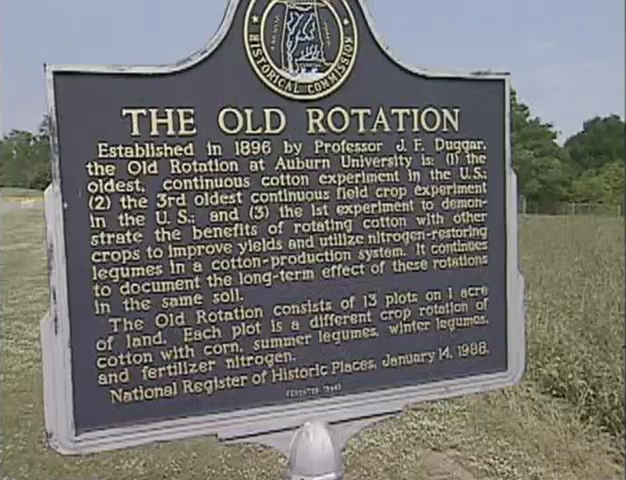 HISTORICAL COMMISSION
THE OLD ROTATION
Established in 1896 by Professor J. F. Duggar,
the Old Rotation at Auburn University is: (1) the
oldest, continuous cotton experiment in the U.S.;
(2) the 3rd oldest continuous field crop experiment
in the U. S.; and (3) the 1st experiment to demon-
strate the benefits of rotating cotton with other
crops to improve yields and utilize nitrogen-restoring
legumes in a cotton-production system. It continues
to document the long-term effect of these rotations
in the same soil.
The Old Rotation consists of 13 plots on 1 acre
of land. Each plot is a different crop rotation of
cotton with corn, summer legumes, winter legumes,
and fertilizer nitrogen.
National Register of Historic Places, January 14, 1988.